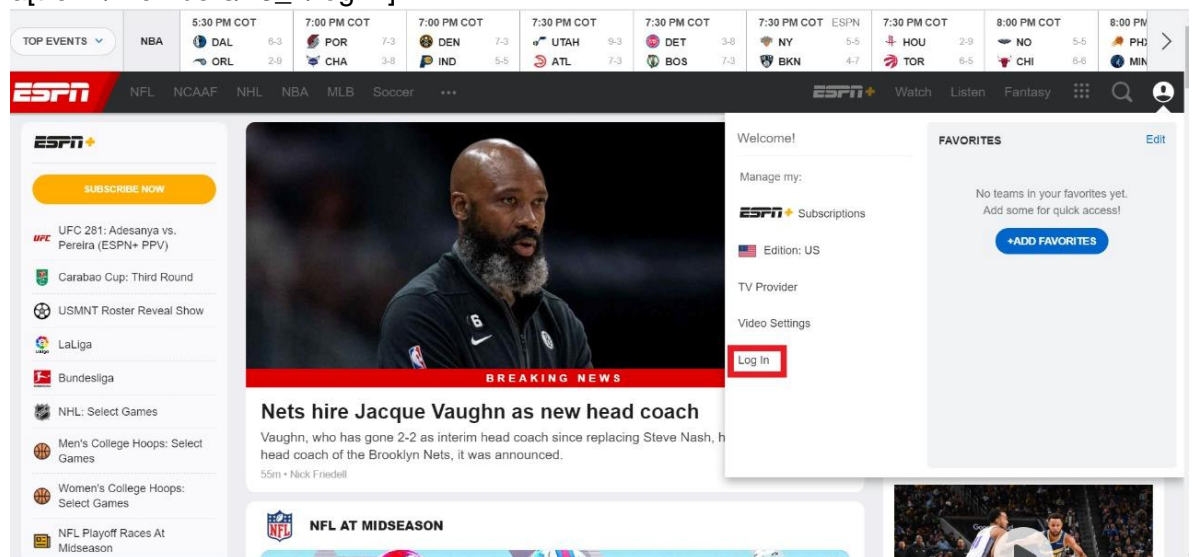 5:30 PM COT
7:00 PM COT
7:00 PM COT
7:30 PM COT
7:30 PM COT
7:30 PM COT ESPN
7:30 PM COT
8:00 PM COT
8:00 PM
TOP EVENTS
NBA
DAL 6-3
POR 7-3
DEN 7-3
UTAH 9-3
DET 3-8
NY 5-5
HOU 2-9
NO 5-5
ORL 2-9
CHA 3-8
IND 5-5
ATL 7-3
BOS 7-3
BKN 4-7
TOR 6-5
CHI 6-6
MIN
ESPN NFL NCAAF NHL NBA MLB Soccer ••• ESPN+ Watch Listen Fantasy
ESPN+
SUBSCRIBE NOW
UFC
UFC 281: Adesanya vs.
Pereira (ESPN+ PPV)
Carabao Cup: Third Round
USMNT Roster Reveal Show
LaLiga
Bundesliga
NHL: Select Games
Men's College Hoops: Select
Games
Women's College Hoops:
Select Games
NFL Playoff Races At
Midseason
BREAKING NEWS
Nets hire Jacque Vaughn as new head coach
Vaughn, who has gone 2-2 as interim head coach since replacing Steve Nash, h
head coach of the Brooklyn Nets, it was announced.
55m • Nick Friedell
NFL
NFL AT MIDSEASON
Welcome!
Manage my:
ESPN+ Subscriptions
Edition: US
TV Provider
Video Settings
Log In
FAVORITES Edit
No teams in your favorites yet.
Add some for quick access!
+ADD FAVORITES